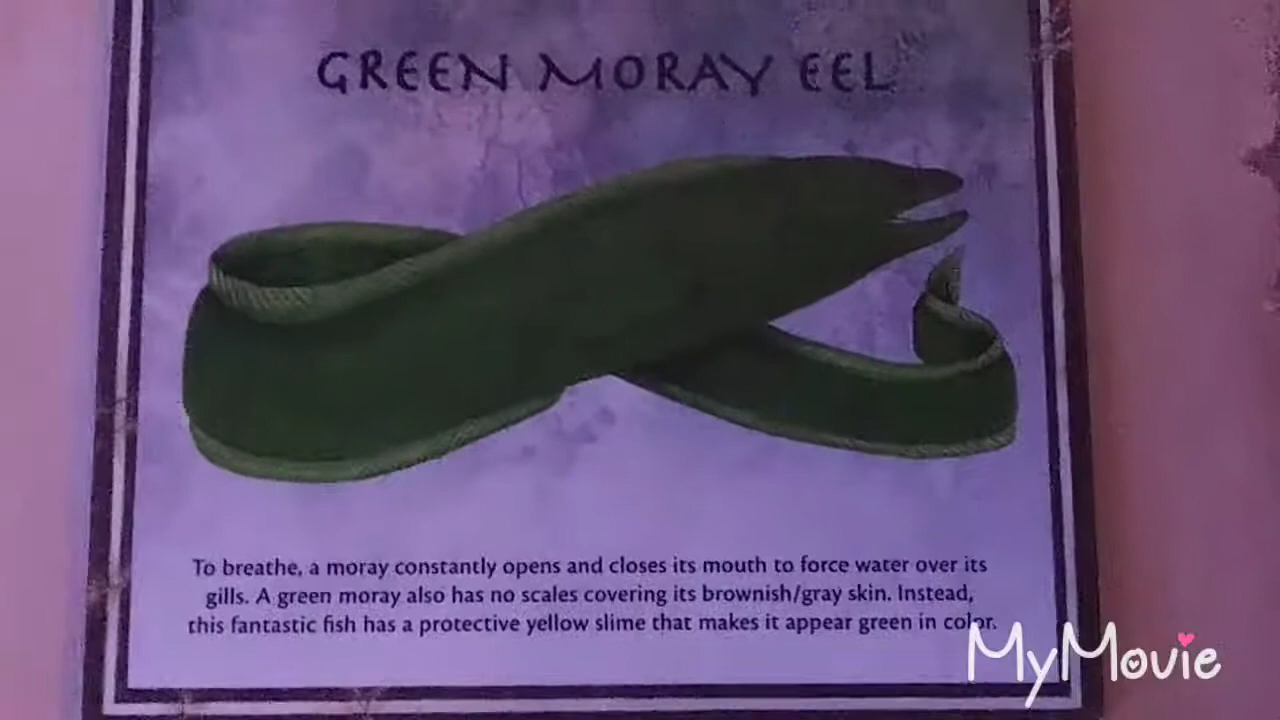 GREEN MORAY EEL
To breathe, a moray constantly opens and closes its mouth to force water over its
gills. A green moray also has no scales covering its brownish/gray skin. Instead,
this fantastic fish has a protective yellow slime that makes it appear green in color.
MyMovie